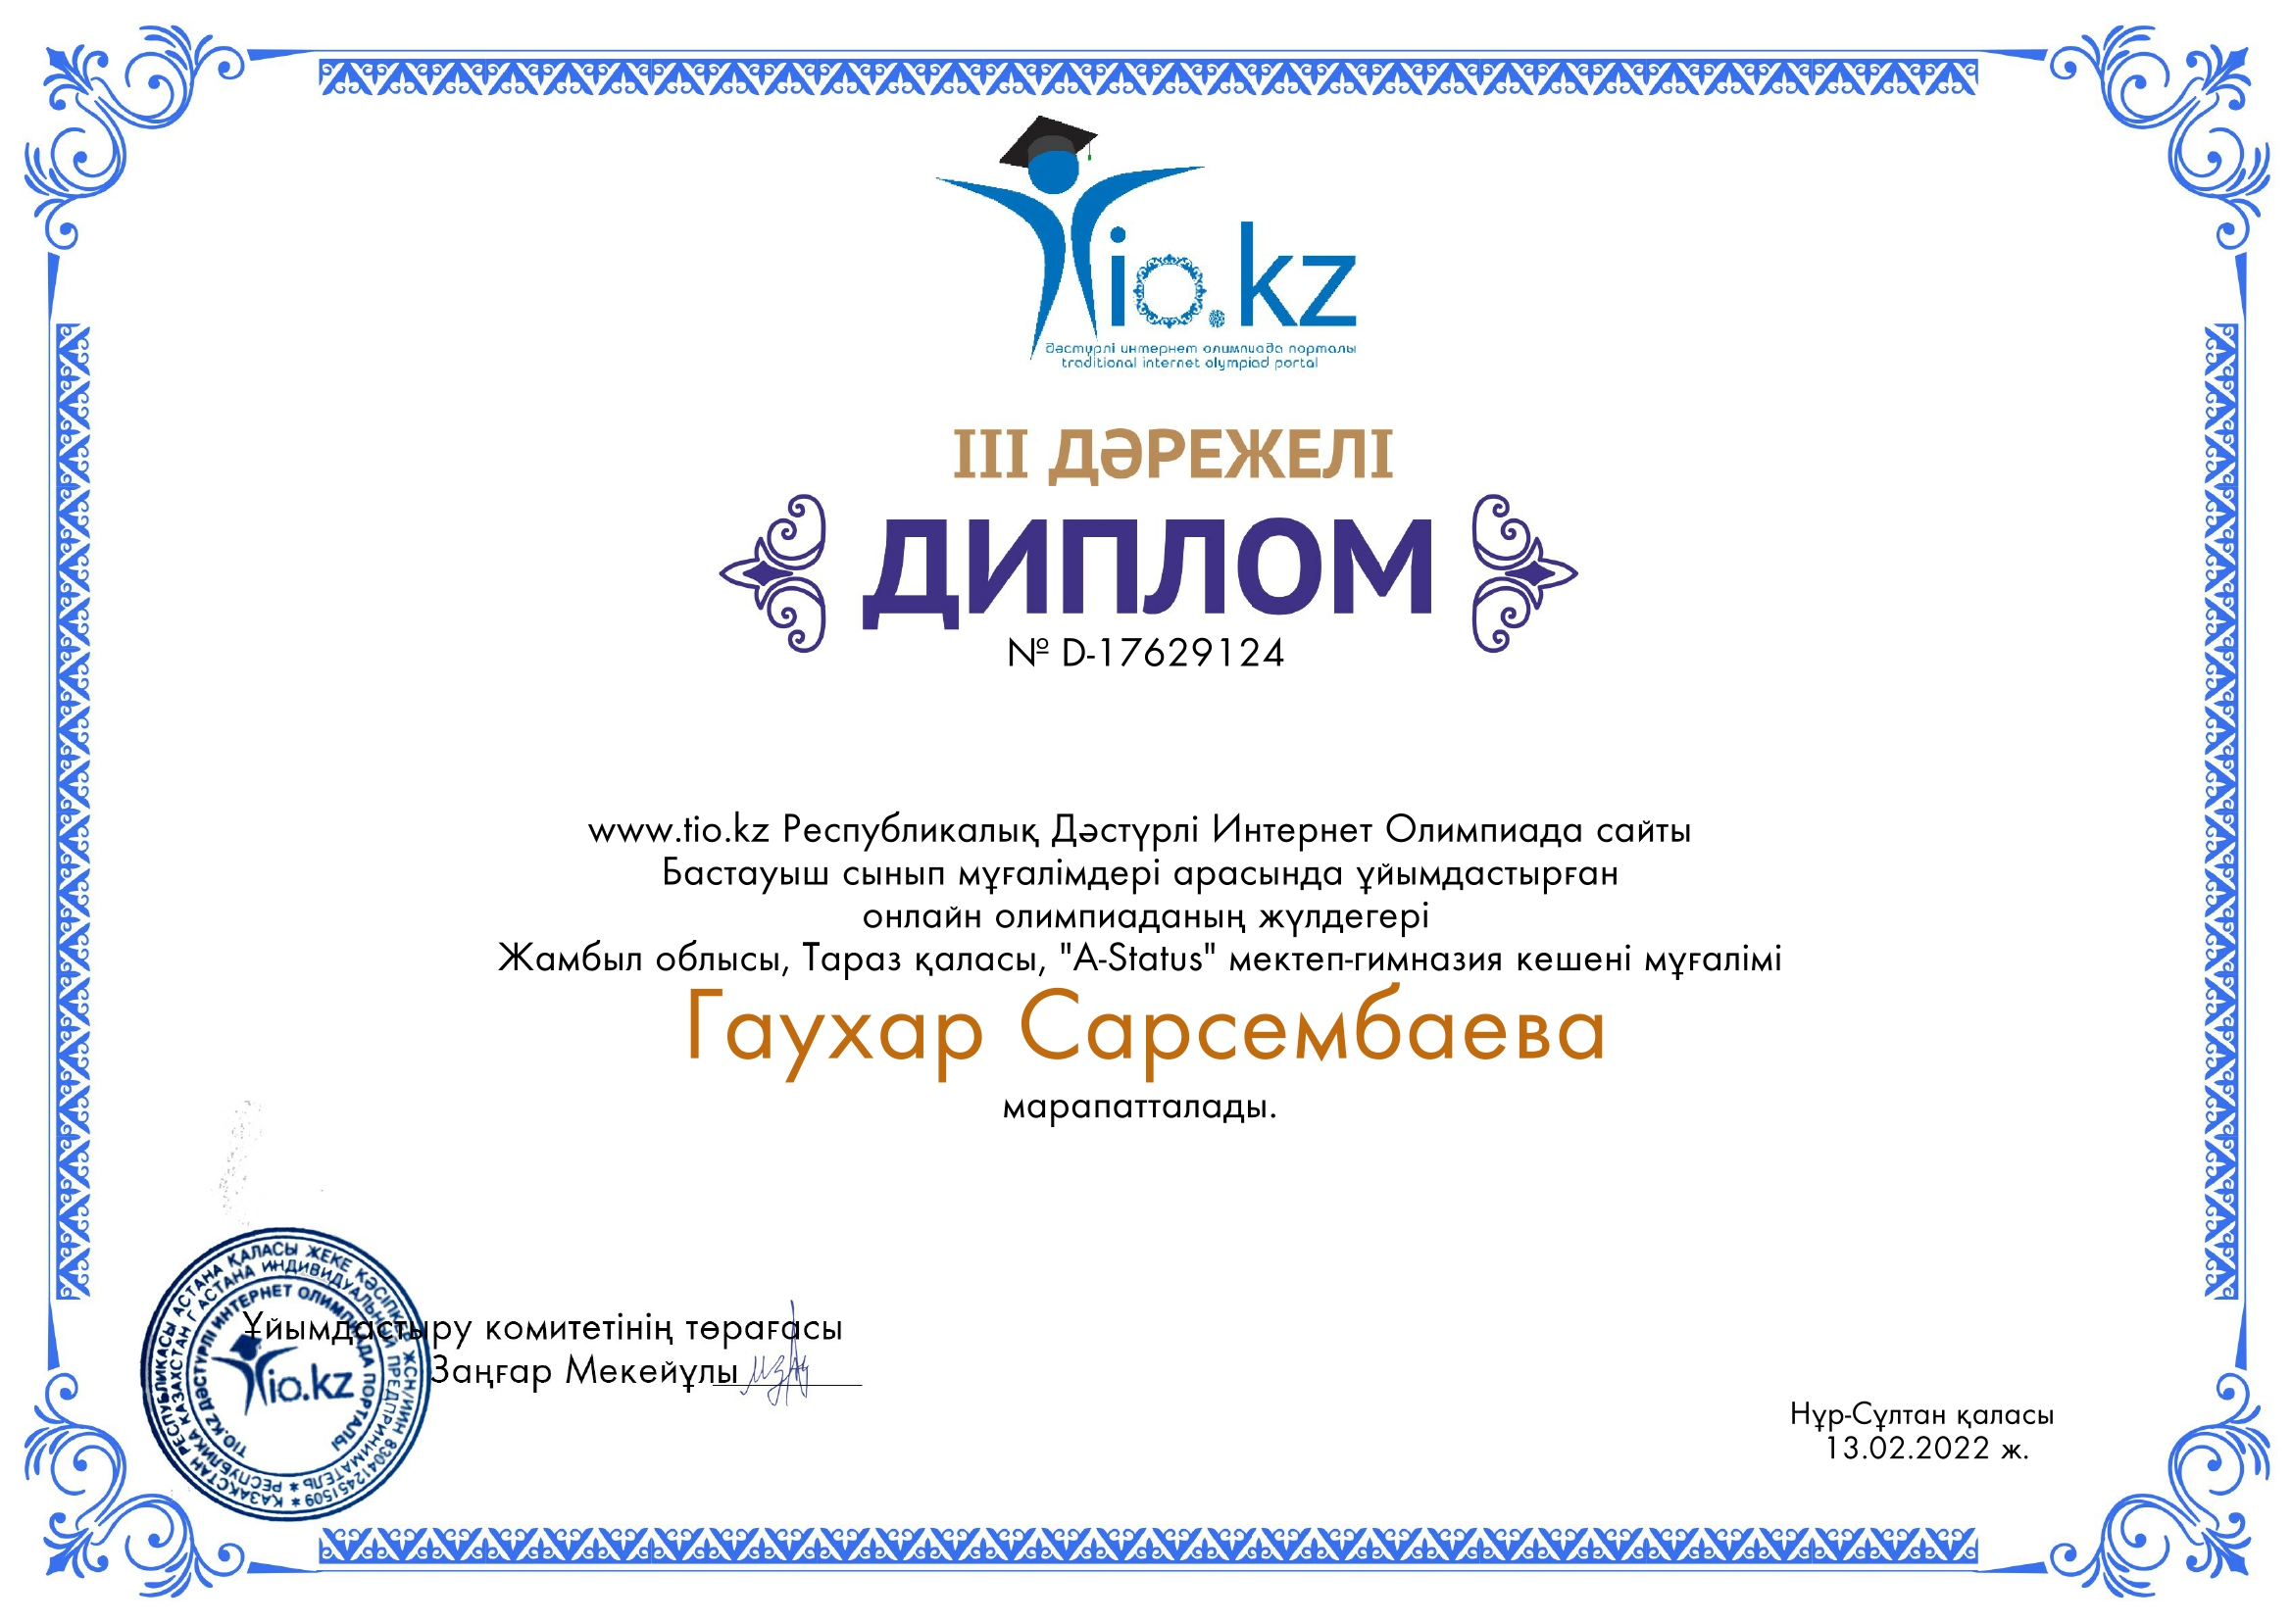 tio.kz
Дәстүрлі интернет олимпиада порталы
traditional internet olympiad portal
III ДӘРЕЖЕЛІ
ДИПЛОМ
№ D-17629124
www.tio.kz Республикалық Дәстүрлі Интернет Олимпиада сайты
Бастауыш сынып мұғалімдері арасында ұйымдастырған
онлайн олимпиаданың жүлдегері
Жамбыл облысы, Тараз қаласы, "A-Status" мектеп-гимназия кешені мұғалімі
Гаухар Сарсембаева
марапатталады.
Ұйымдастыру комитетінің төрағасы
Заңғар Мекейұлы
ҚАЗАҚСТАН РЕСПУБЛИКАСЫ АСТАНА ҚАЛАСЫ ЖЕКЕ КӘСІПКЕР ЖСН/ИИН 830412451509
РЕСПУБЛИКА КАЗАХСТАН Г АСТАНА ИНДИВИДУАЛЬНЫЙ ПРЕДПРИНИМАТЕЛЬ
TIO.KZ ДӘСТҮРЛІ ИНТЕРНЕТ ОЛИМПИАДА ПОРТАЛЫ
tio.kz
Нұр-Сұлтан қаласы
13.02.2022 ж.